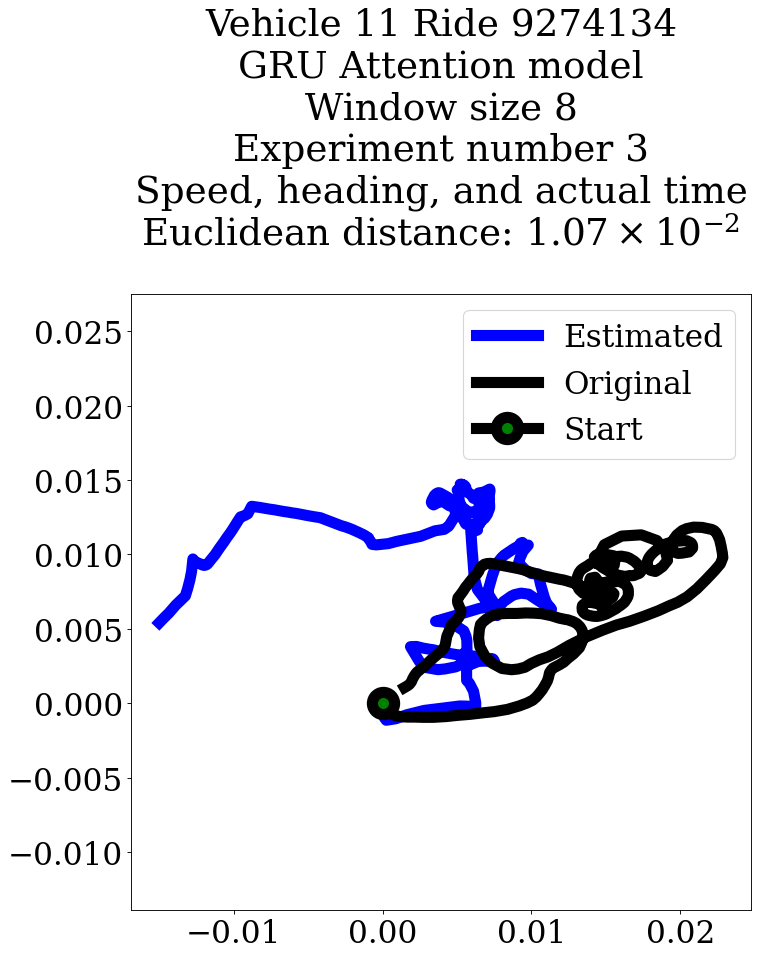 Vehicle 11 Ride 9274134
GRU Attention model
Window size 8
Experiment number 3
Speed, heading, and actual time
Euclidean distance: 1.07 × 10⁻²
Estimated
Original
Start
0.025
0.020
0.015
0.010
0.005
0.000
−0.005
−0.010
−0.01 0.00 0.01 0.02